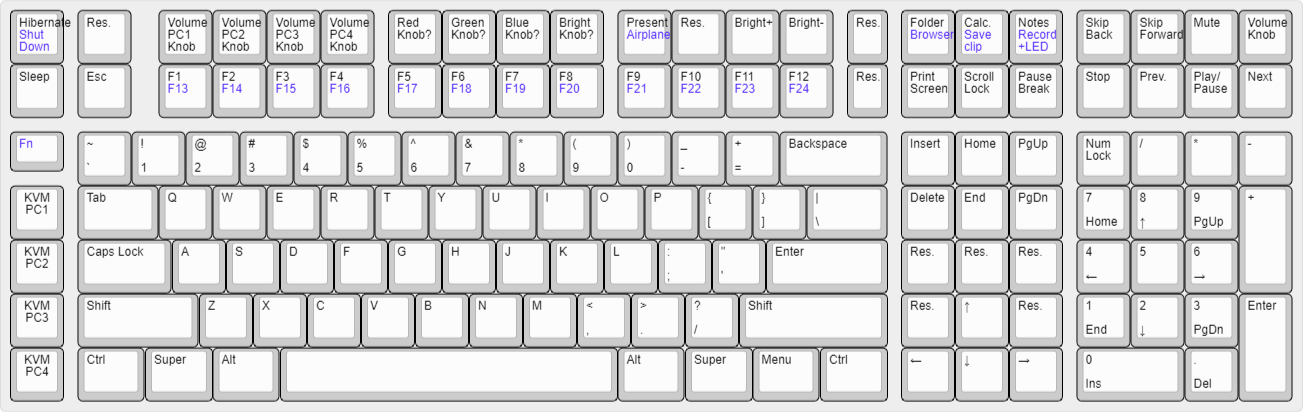 Hibernate Res. Volume Volume Volume Volume Red Green Blue Bright Present Res. Bright+ Bright- Res. Folder Calc. Notes Skip Skip Mute Volume
Shut PC1 PC2 PC3 PC4 Knob? Knob? Knob? Knob? Airplane Browser Save Record Back Forward Knob
Down Knob Knob Knob Knob clip +LED
Sleep Esc F1 F2 F3 F4 F5 F6 F7 F8 F9 F10 F11 F12 Res. Print Scroll Pause Stop Prev. Play/ Next
F13 F14 F15 F16 F17 F18 F19 F20 F21 F22 F23 F24 Screen Lock Break Pause
Fn ~ ! @ # $ % ^ & * ( ) _ + Backspace Insert Home PgUp Num / * -
` 1 2 3 4 5 6 7 8 9 0 - = Lock
KVM Tab Q W E R T Y U I O P { } | Delete End PgDn 7 8 9 +
PC1 [ ] \ Home ↑ PgUp
KVM Caps Lock A S D F G H J K L : " Enter Res. Res. Res. 4 5 6
PC2 ; ' ← →
KVM Shift Z X C V B N M < > ? Shift Res. ↑ Res. 1 2 3 Enter
PC3 , . / End ↓ PgDn
KVM Ctrl Super Alt Alt Super Menu Ctrl ← ↓ → 0 .
PC4 Ins Del